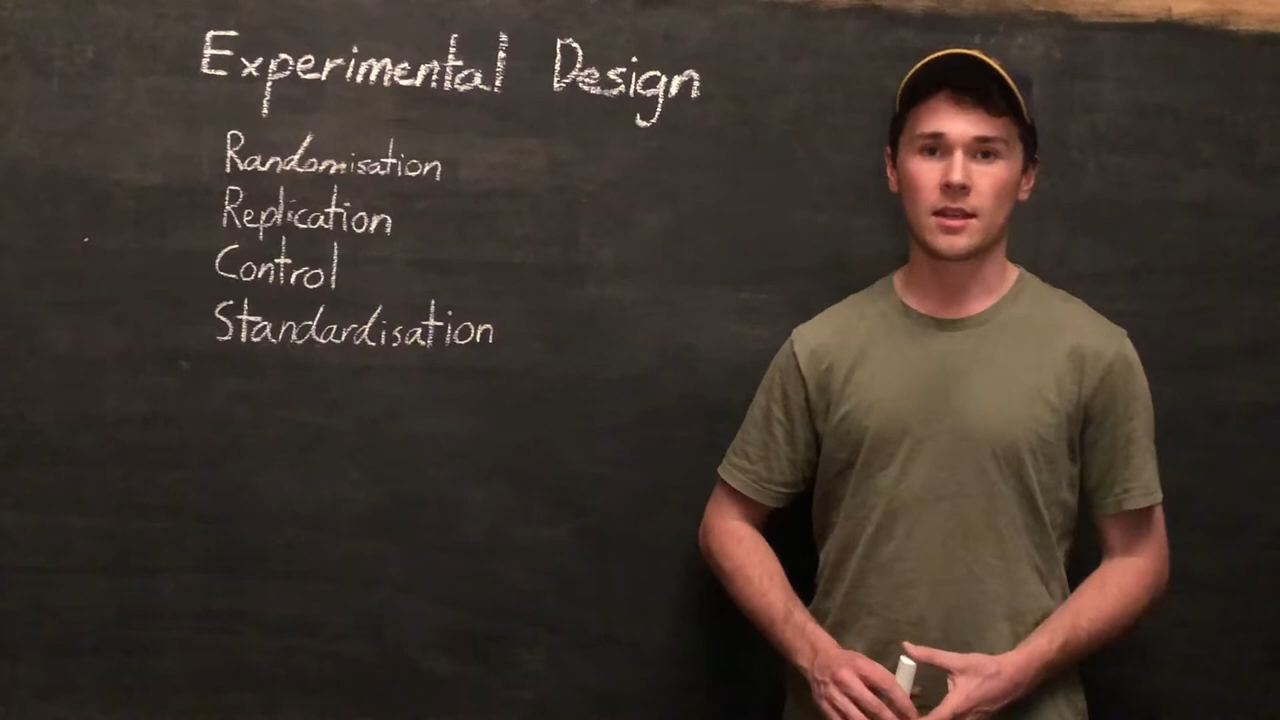 Experimental Design
Randomisation
Replication
Control
Standardisation